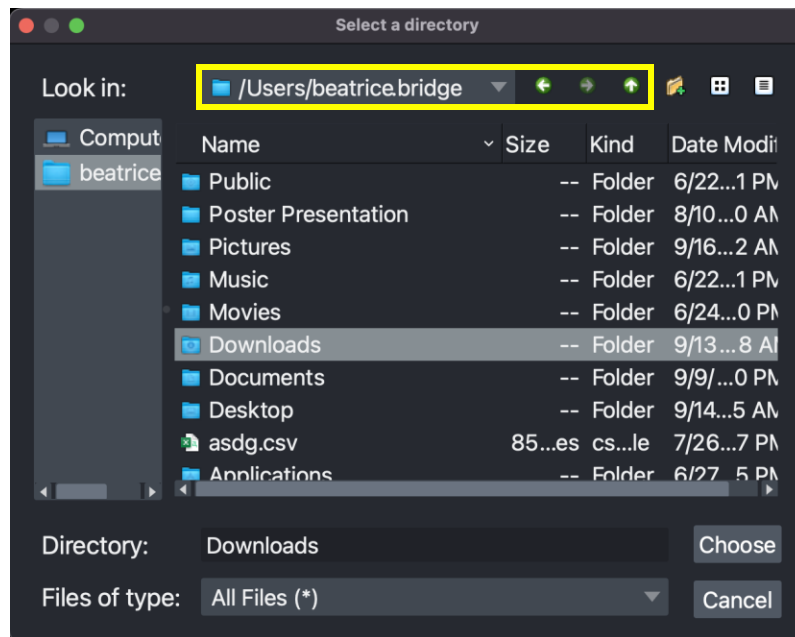 Select a directory
Look in: /Users/beatrice.bridge
Comput
beatrice
Name Size Kind Date Modif
Public -- Folder 6/22...1 PM
Poster Presentation -- Folder 8/10...0 AM
Pictures -- Folder 9/16...2 AM
Music -- Folder 6/22...1 PM
Movies -- Folder 6/24...0 PM
Downloads -- Folder 9/13...8 AM
Documents -- Folder 9/9/...0 PM
Desktop -- Folder 9/14...5 AM
asdg.csv 85...es cs...le 7/26...7 PM
Applications -- Folder 6/27...5 PM
Directory: Downloads Choose
Files of type: All Files (*) Cancel